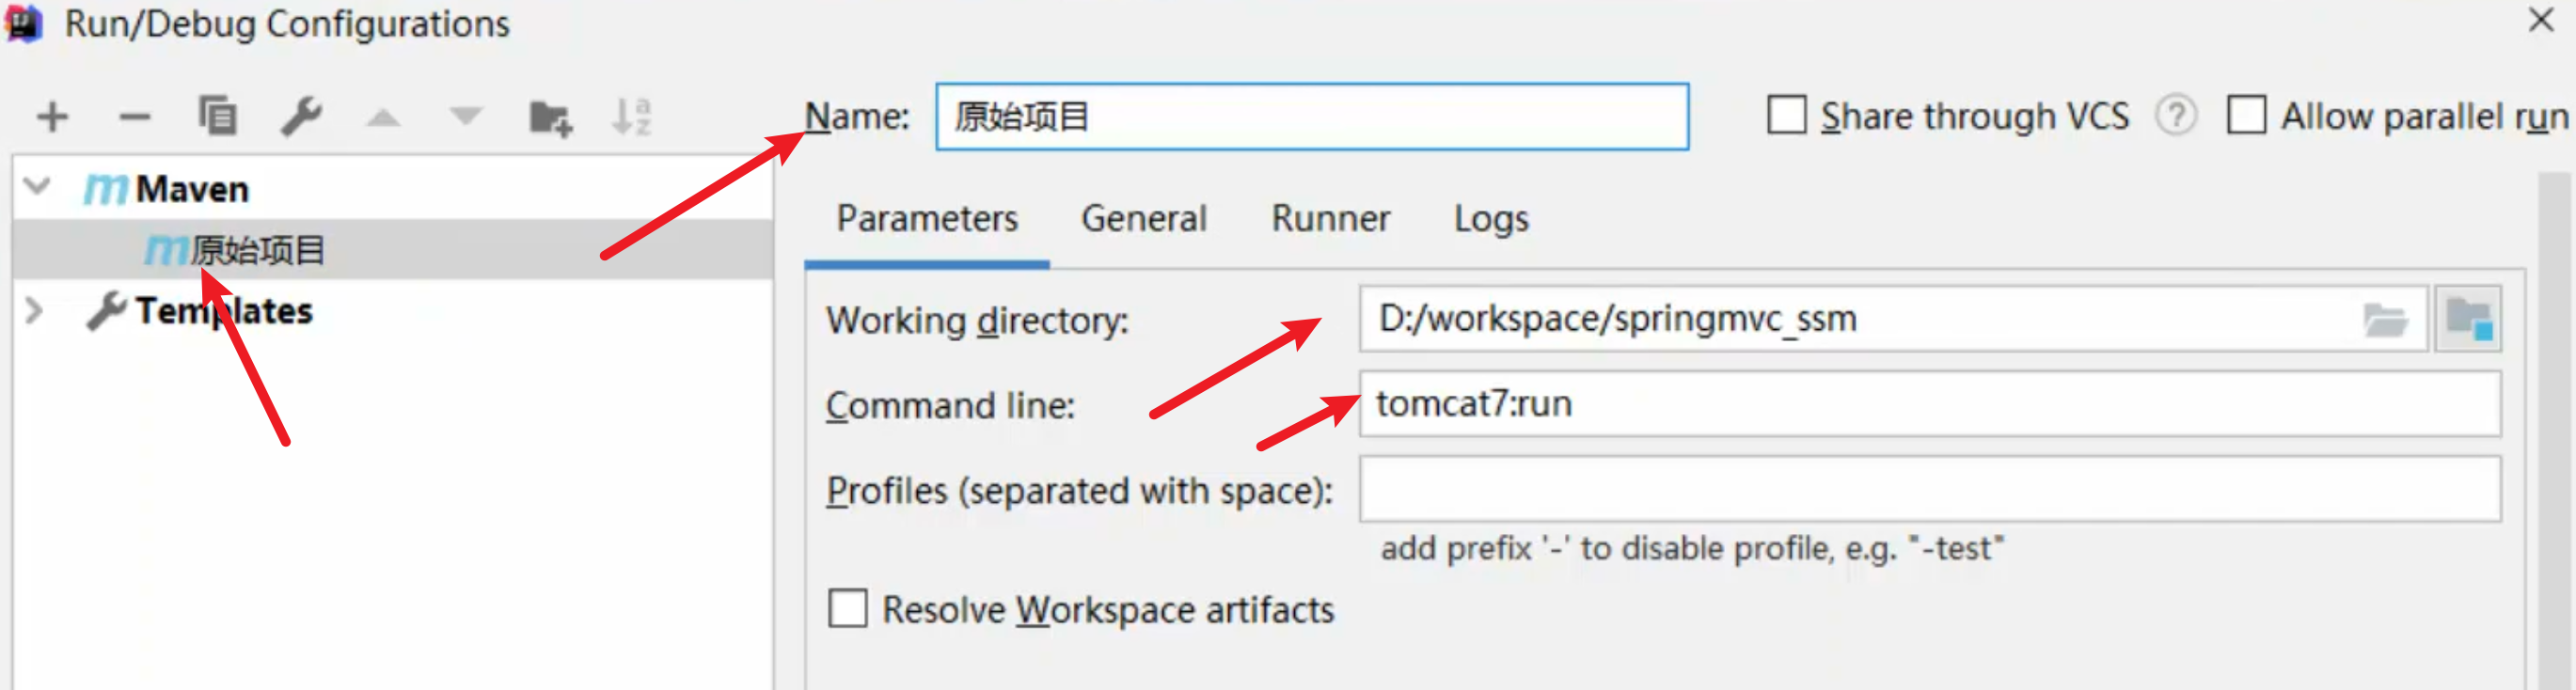 Run/Debug Configurations
Name: 原始项目
Share through VCS ? Allow parallel run
Maven
原始项目
Templates
Parameters General Runner Logs
Working directory: D:/workspace/springmvc_ssm
Command line: tomcat7:run
Profiles (separated with space):
add prefix '-' to disable profile, e.g. "-test"
Resolve Workspace artifacts